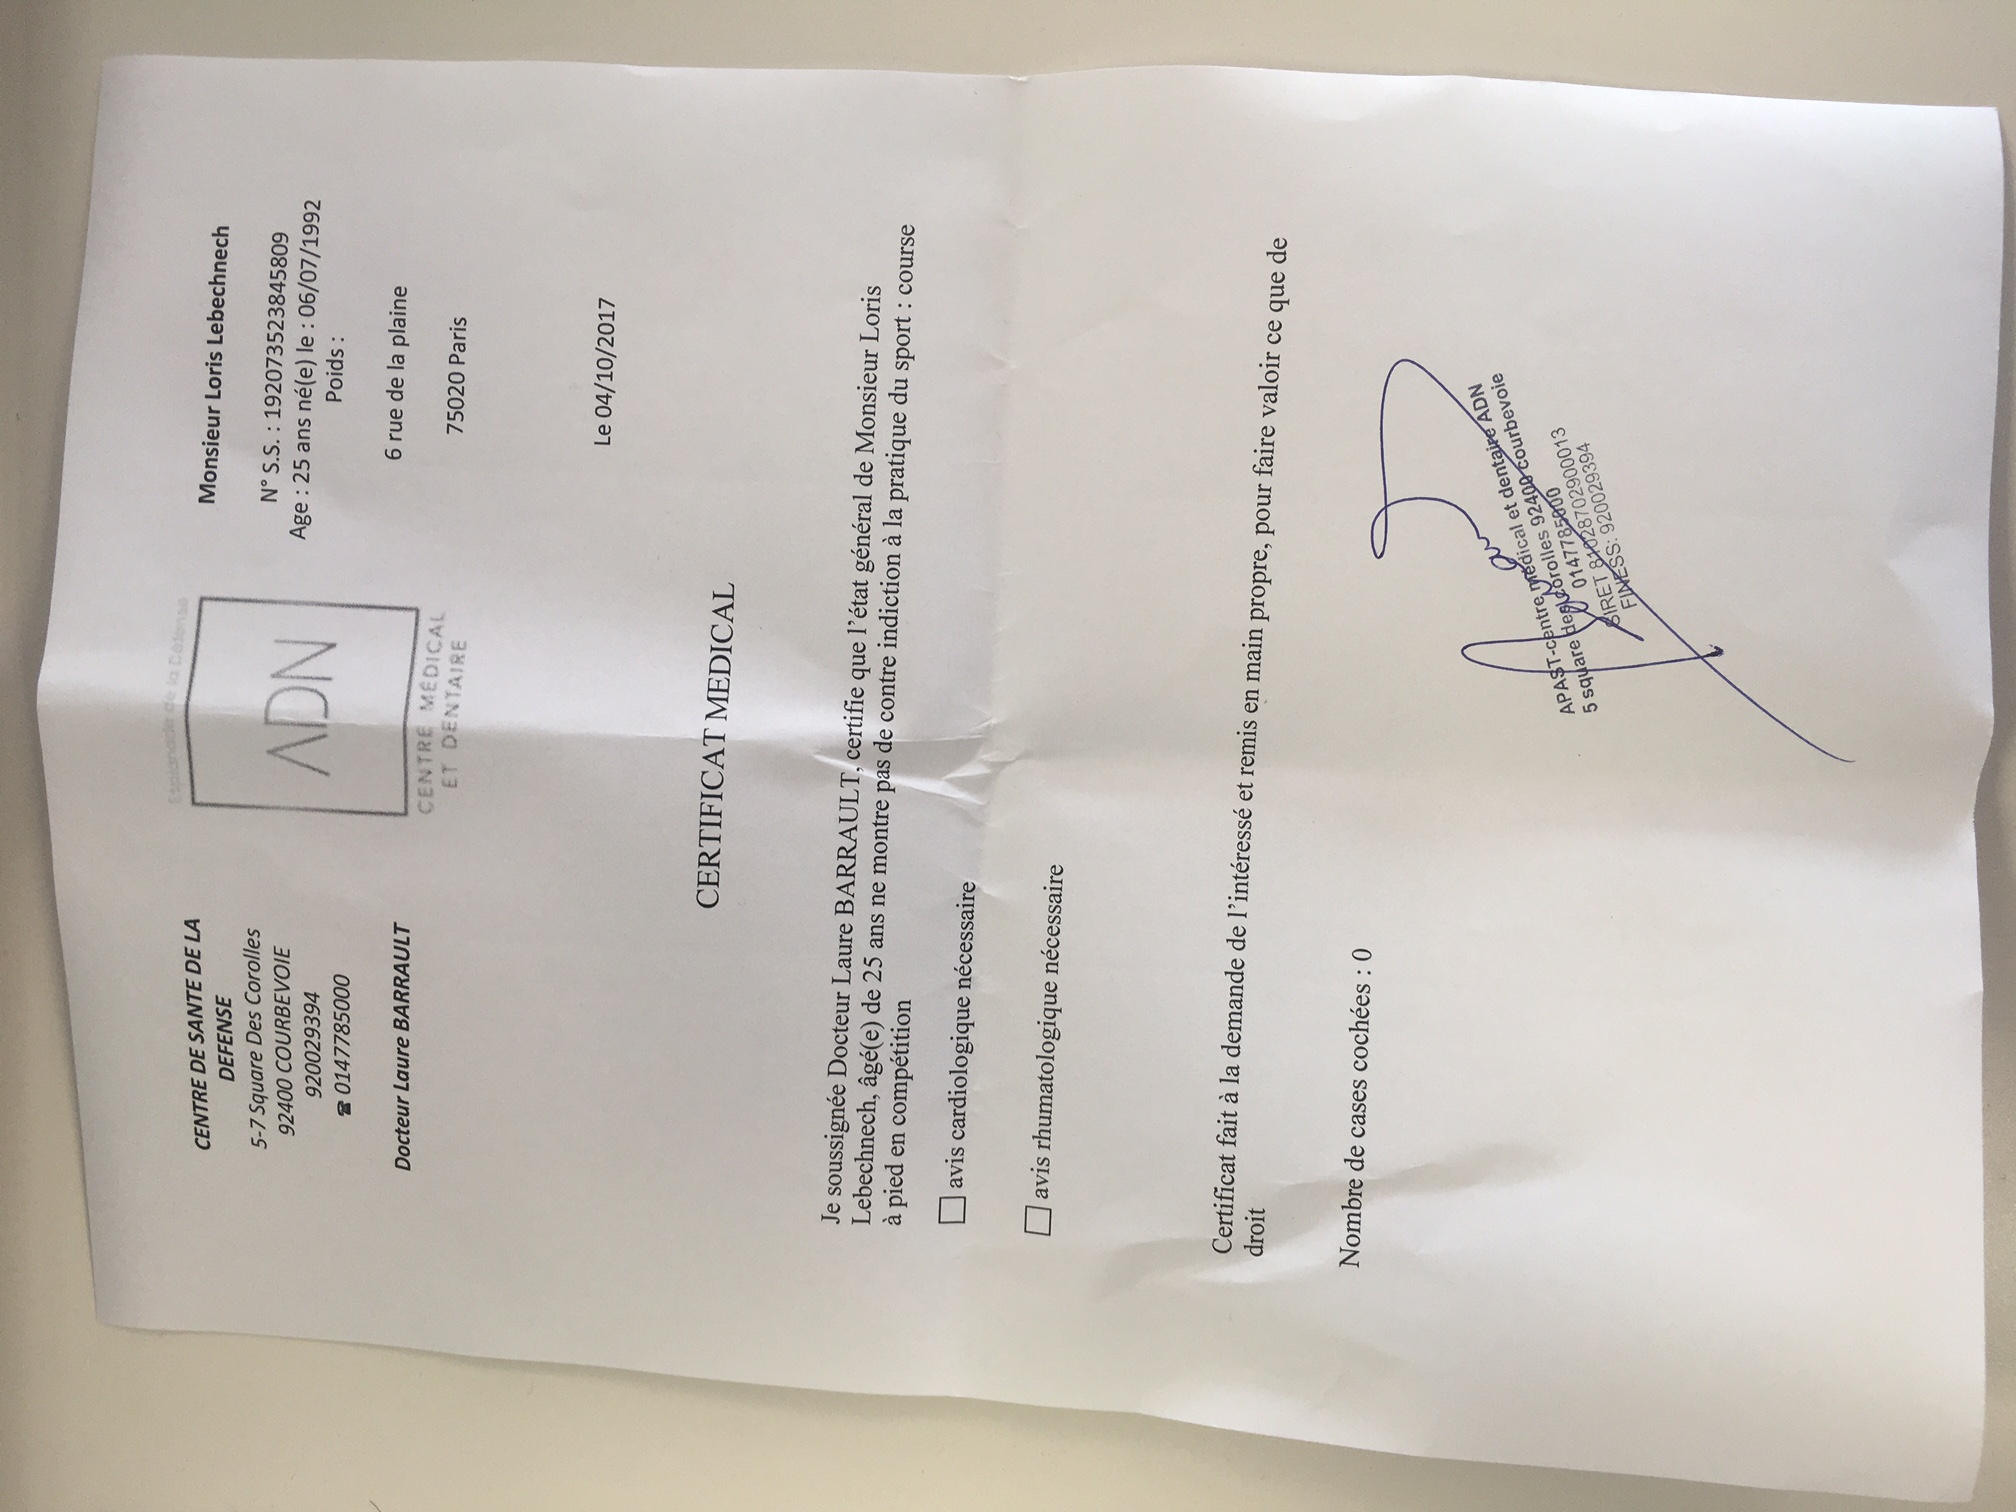 CENTRE DE SANTE DE LA
DEFENSE
5-7 Square Des Corolles
92400 COURBEVOIE
920029394
☎ 0147785000
Docteur Laure BARRAULT
Esplanade de la Défense
ADN
CENTRE MÉDICAL
ET DENTAIRE
Monsieur Loris Lebechnech
N° S.S. : 192073523845809
Age : 25 ans né(e) le : 06/07/1992
Poids :
6 rue de la plaine
75020 Paris
Le 04/10/2017
CERTIFICAT MEDICAL
Je soussignée Docteur Laure BARRAULT, certifie que l'état général de Monsieur Loris
Lebechnech, âgé(e) de 25 ans ne montre pas de contre indiction à la pratique du sport : course
à pied en compétition
avis cardiologique nécessaire
avis rhumatologique nécessaire
Certificat fait à la demande de l'intéressé et remis en main propre, pour faire valoir ce que de
droit
Nombre de cases cochées : 0
APAST-centre médical et dentaire ADN
5 square des corolles 92400 courbevoie
0147785000
SIRET 81028702900013
FINESS: 920029394